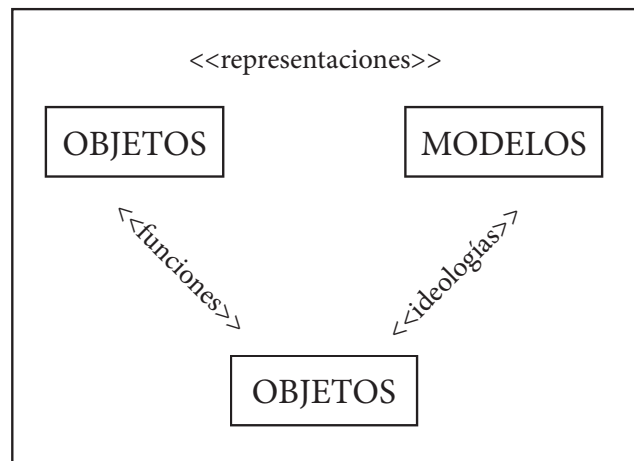 <<representaciones>>
OBJETOS
MODELOS
<<funciones>>
<<ideologías>>
OBJETOS